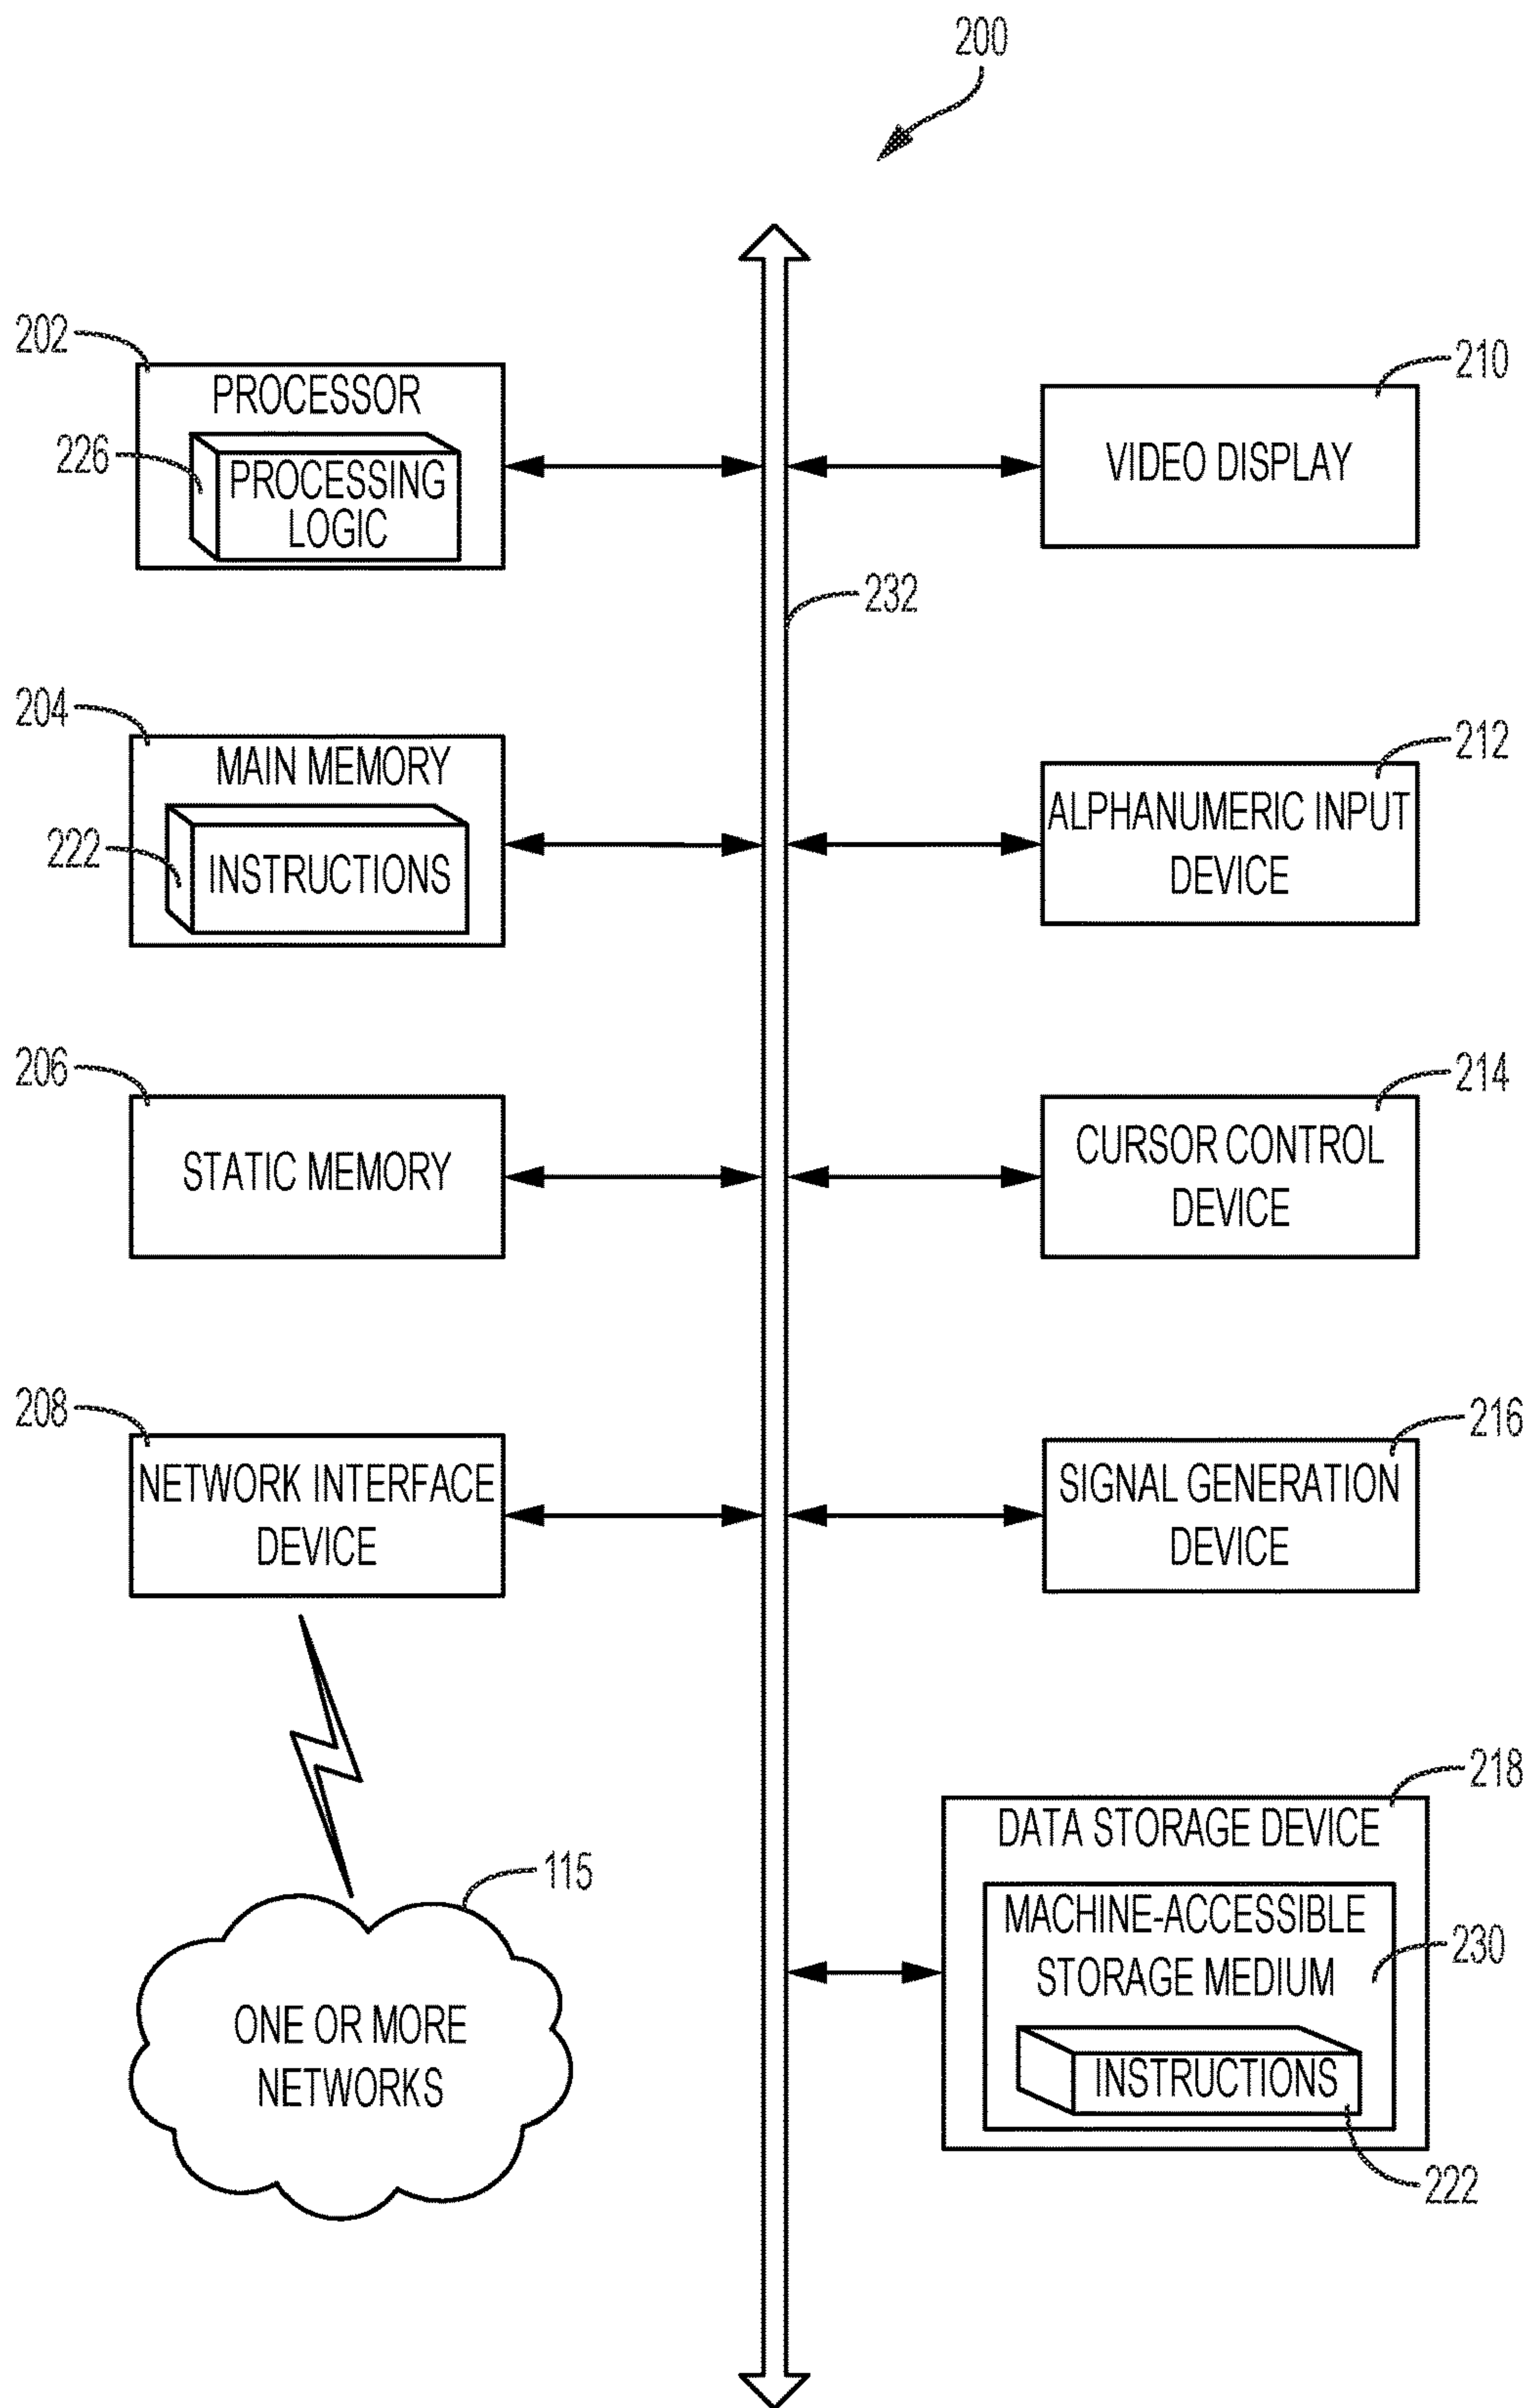 200
202
PROCESSOR
226
PROCESSING
LOGIC
210
VIDEO DISPLAY
232
204
MAIN MEMORY
222
INSTRUCTIONS
212
ALPHANUMERIC INPUT
DEVICE
206
STATIC MEMORY
214
CURSOR CONTROL
DEVICE
208
NETWORK INTERFACE
DEVICE
216
SIGNAL GENERATION
DEVICE
115
ONE OR MORE
NETWORKS
218
DATA STORAGE DEVICE
MACHINE-ACCESSIBLE
STORAGE MEDIUM
230
INSTRUCTIONS
222